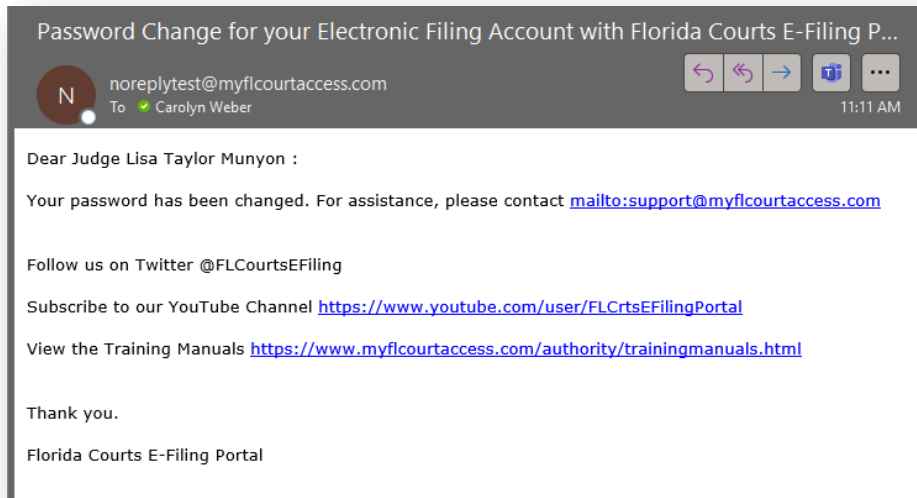 Password Change for your Electronic Filing Account with Florida Courts E-Filing P...
N
noreplytest@myflcourtaccess.com
To Carolyn Weber
11:11 AM
Dear Judge Lisa Taylor Munyon :
Your password has been changed. For assistance, please contact mailto:support@myflcourtaccess.com
Follow us on Twitter @FLCourtsEFiling
Subscribe to our YouTube Channel https://www.youtube.com/user/FLCrtsEFilingPortal
View the Training Manuals https://www.myflcourtaccess.com/authority/trainingmanuals.html
Thank you.
Florida Courts E-Filing Portal